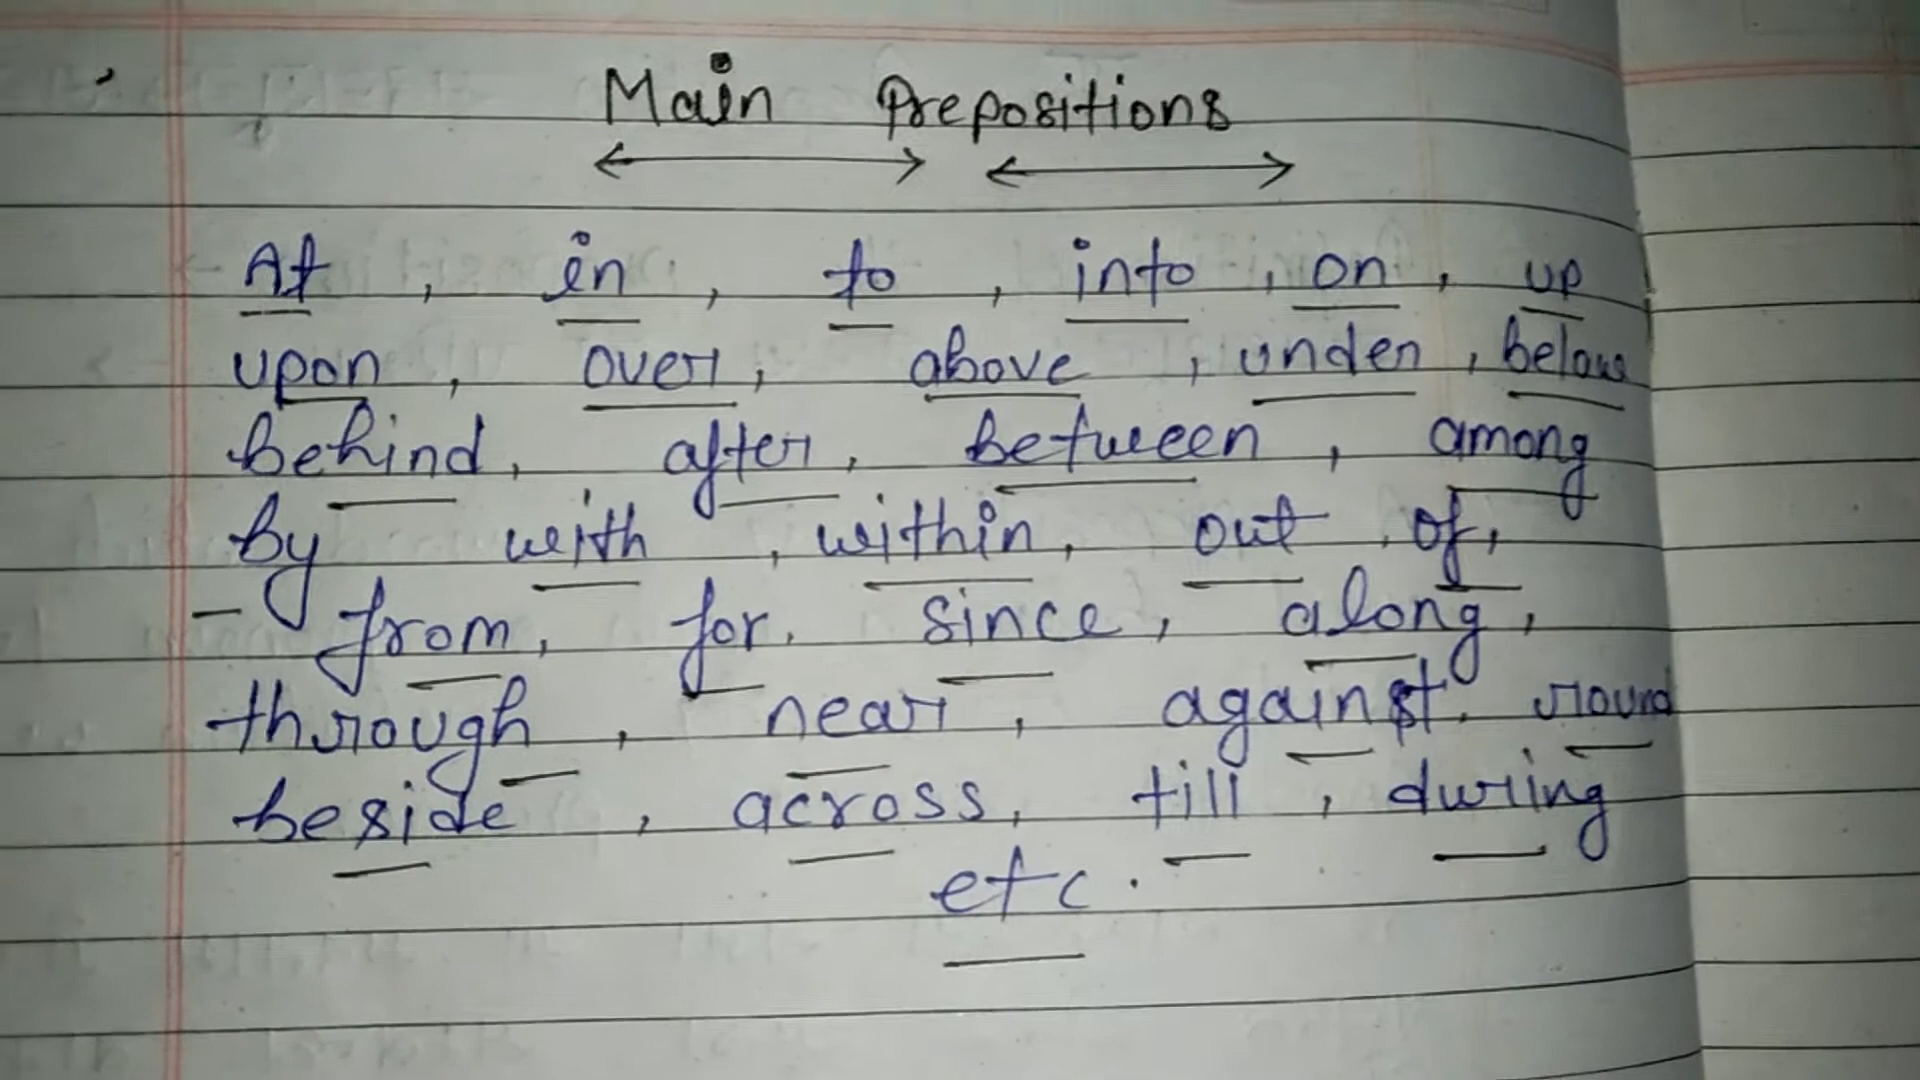 Main Prepositions
At, in, to, into, on, up
upon, over, above, under, below
behind, after, between, among
by with, within, out, of,
from, for, since, along,
through, near, against, round
beside, across, till, during
etc.